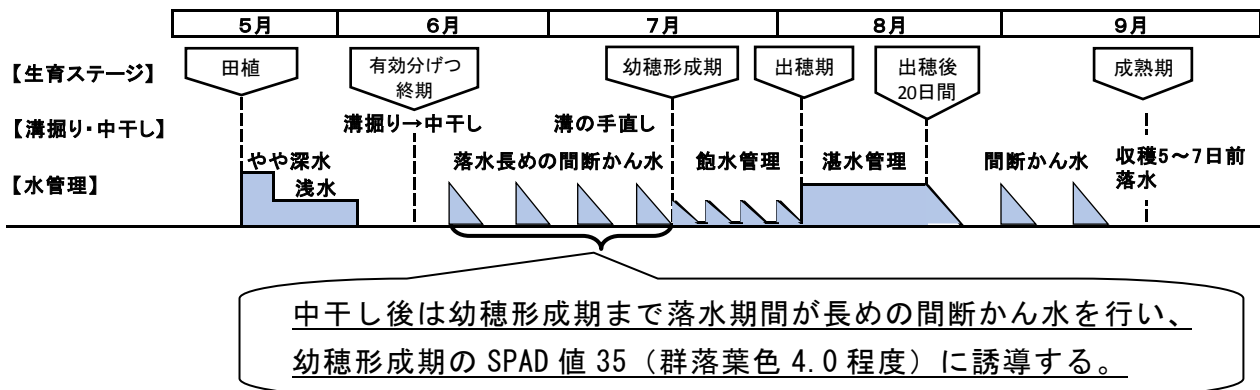 5月 6月 7月 8月 9月
【生育ステージ】
田植
有効分げつ
終期
幼穂形成期
出穂期
出穂後
20日間
成熟期
【溝掘り・中干し】
溝掘り→中干し
溝の手直し
【水管理】
やや深水
浅水
落水長めの間断かん水
飽水管理
湛水管理
間断かん水
収穫5～7日前
落水
中干し後は幼穂形成期まで落水期間が長めの間断かん水を行い、
幼穂形成期の SPAD 値 35（群落葉色 4.0 程度）に誘導する。